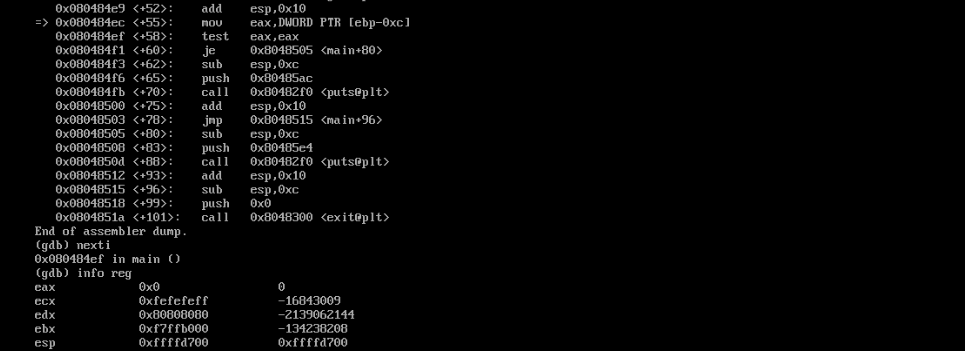 0x080484e9 <+52>: add esp,0x10
=> 0x080484ec <+55>: mov eax,DWORD PTR [ebp-0xc]
0x080484ef <+58>: test eax,eax
0x080484f1 <+60>: je 0x8048505 <main+80>
0x080484f3 <+62>: sub esp,0xc
0x080484f6 <+65>: push 0x80485ac
0x080484fb <+70>: call 0x80482f0 <puts@plt>
0x08048500 <+75>: add esp,0x10
0x08048503 <+78>: jmp 0x8048515 <main+96>
0x08048505 <+80>: sub esp,0xc
0x08048508 <+83>: push 0x80485e4
0x0804850d <+88>: call 0x80482f0 <puts@plt>
0x08048512 <+93>: add esp,0x10
0x08048515 <+96>: sub esp,0xc
0x08048518 <+99>: push 0x0
0x0804851a <+101>: call 0x8048300 <exit@plt>
End of assembler dump.
(gdb) nexti
0x080484ef in main ()
(gdb) info reg
eax 0x0 0
ecx 0xfefefeff -16843009
edx 0x80808080 -2139062144
ebx 0xf7ffb000 -134238208
esp 0xffffd700 0xffffd700